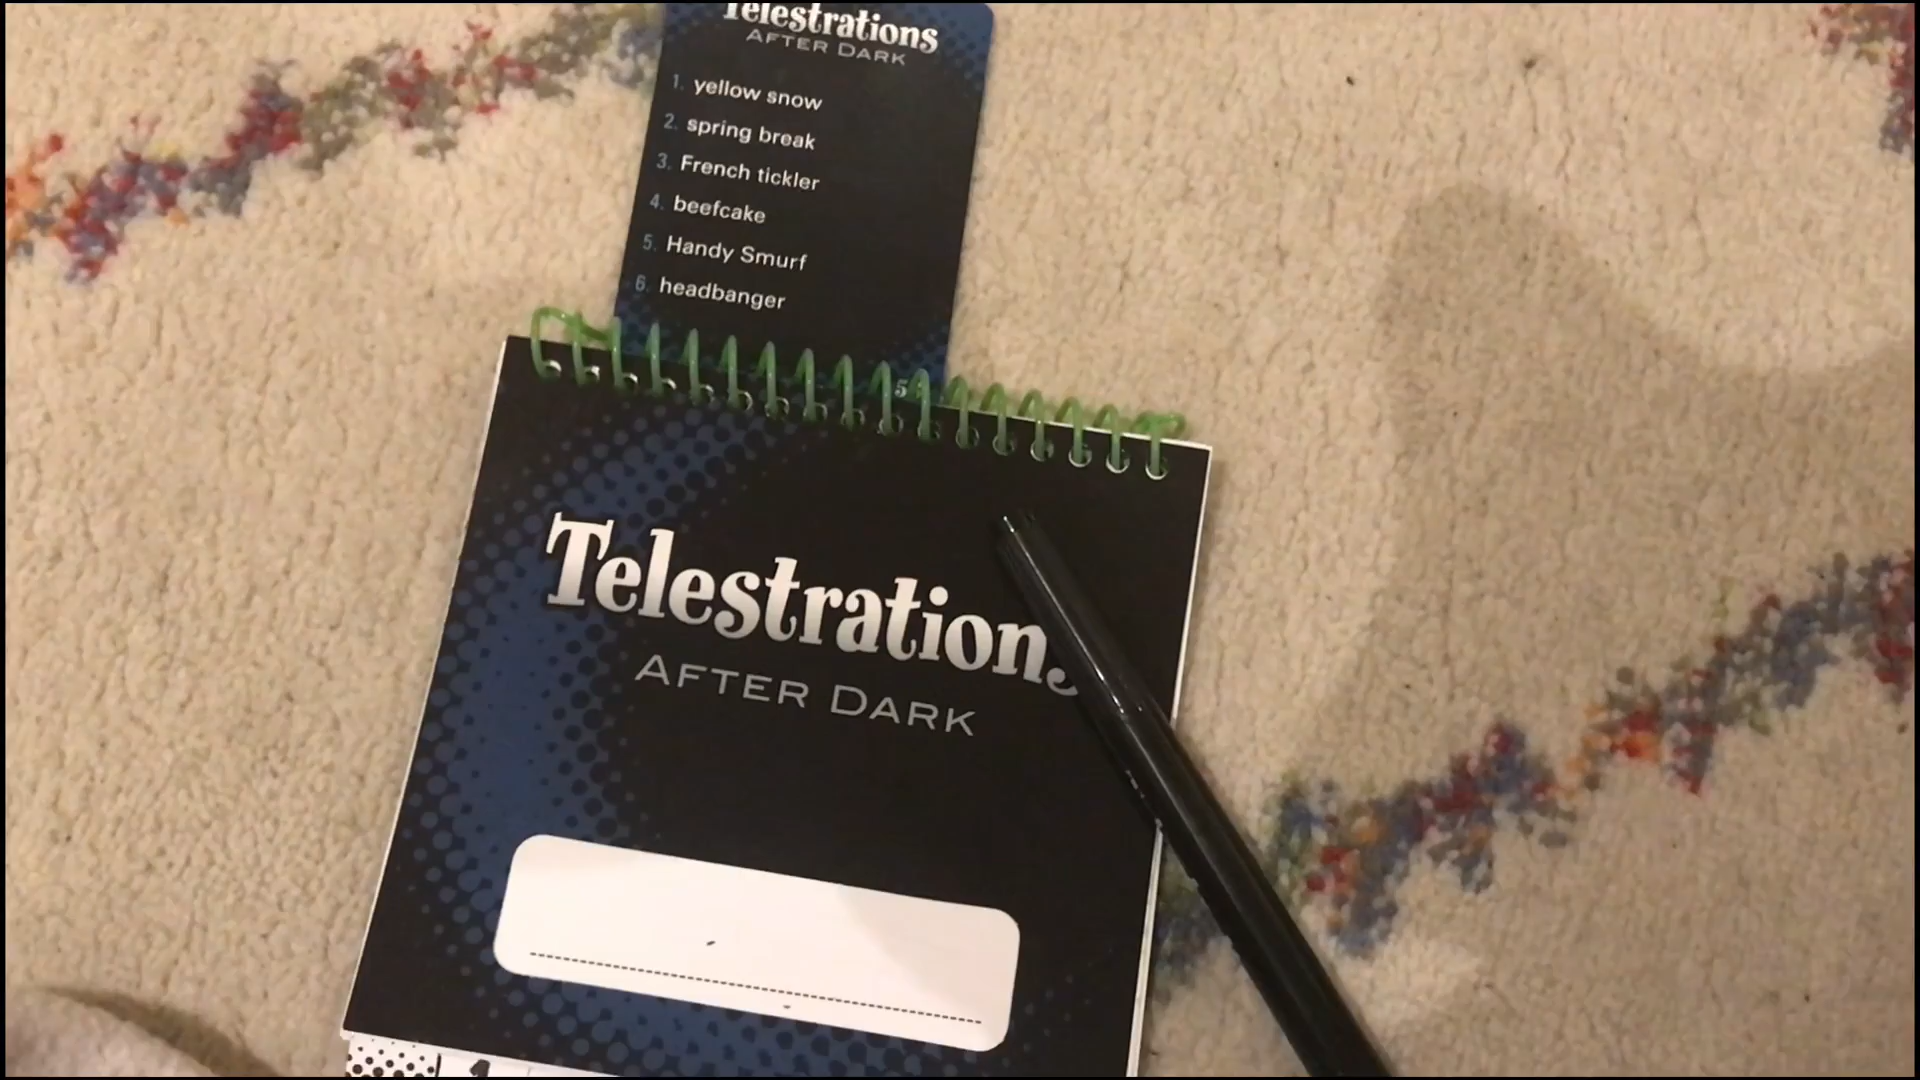 Telestrations
AFTER DARK
1. yellow snow
2. spring break
3. French tickler
4. beefcake
5. Handy Smurf
6. headbanger
Telestrations
AFTER DARK